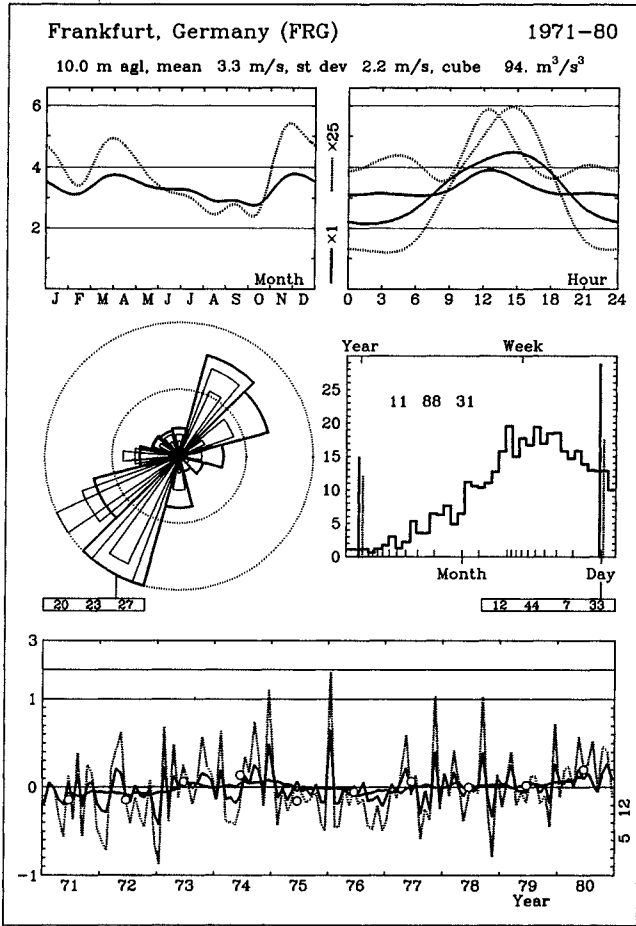 Frankfurt, Germany (FRG) 1971-80
10.0 m agl, mean 3.3 m/s, st dev 2.2 m/s, cube 94. m³/s³
6
4
2
J F M A M J J A S O N D
Month
×1 ×25
0 3 6 9 12 15 18 21 24
Hour
20 23 27
Year Week
30
25
20
15
10
5
0
11 88 31
Month Day
12 44 7 33
3
1
0
-1
71 72 73 74 75 76 77 78 79 80
Year
5 12